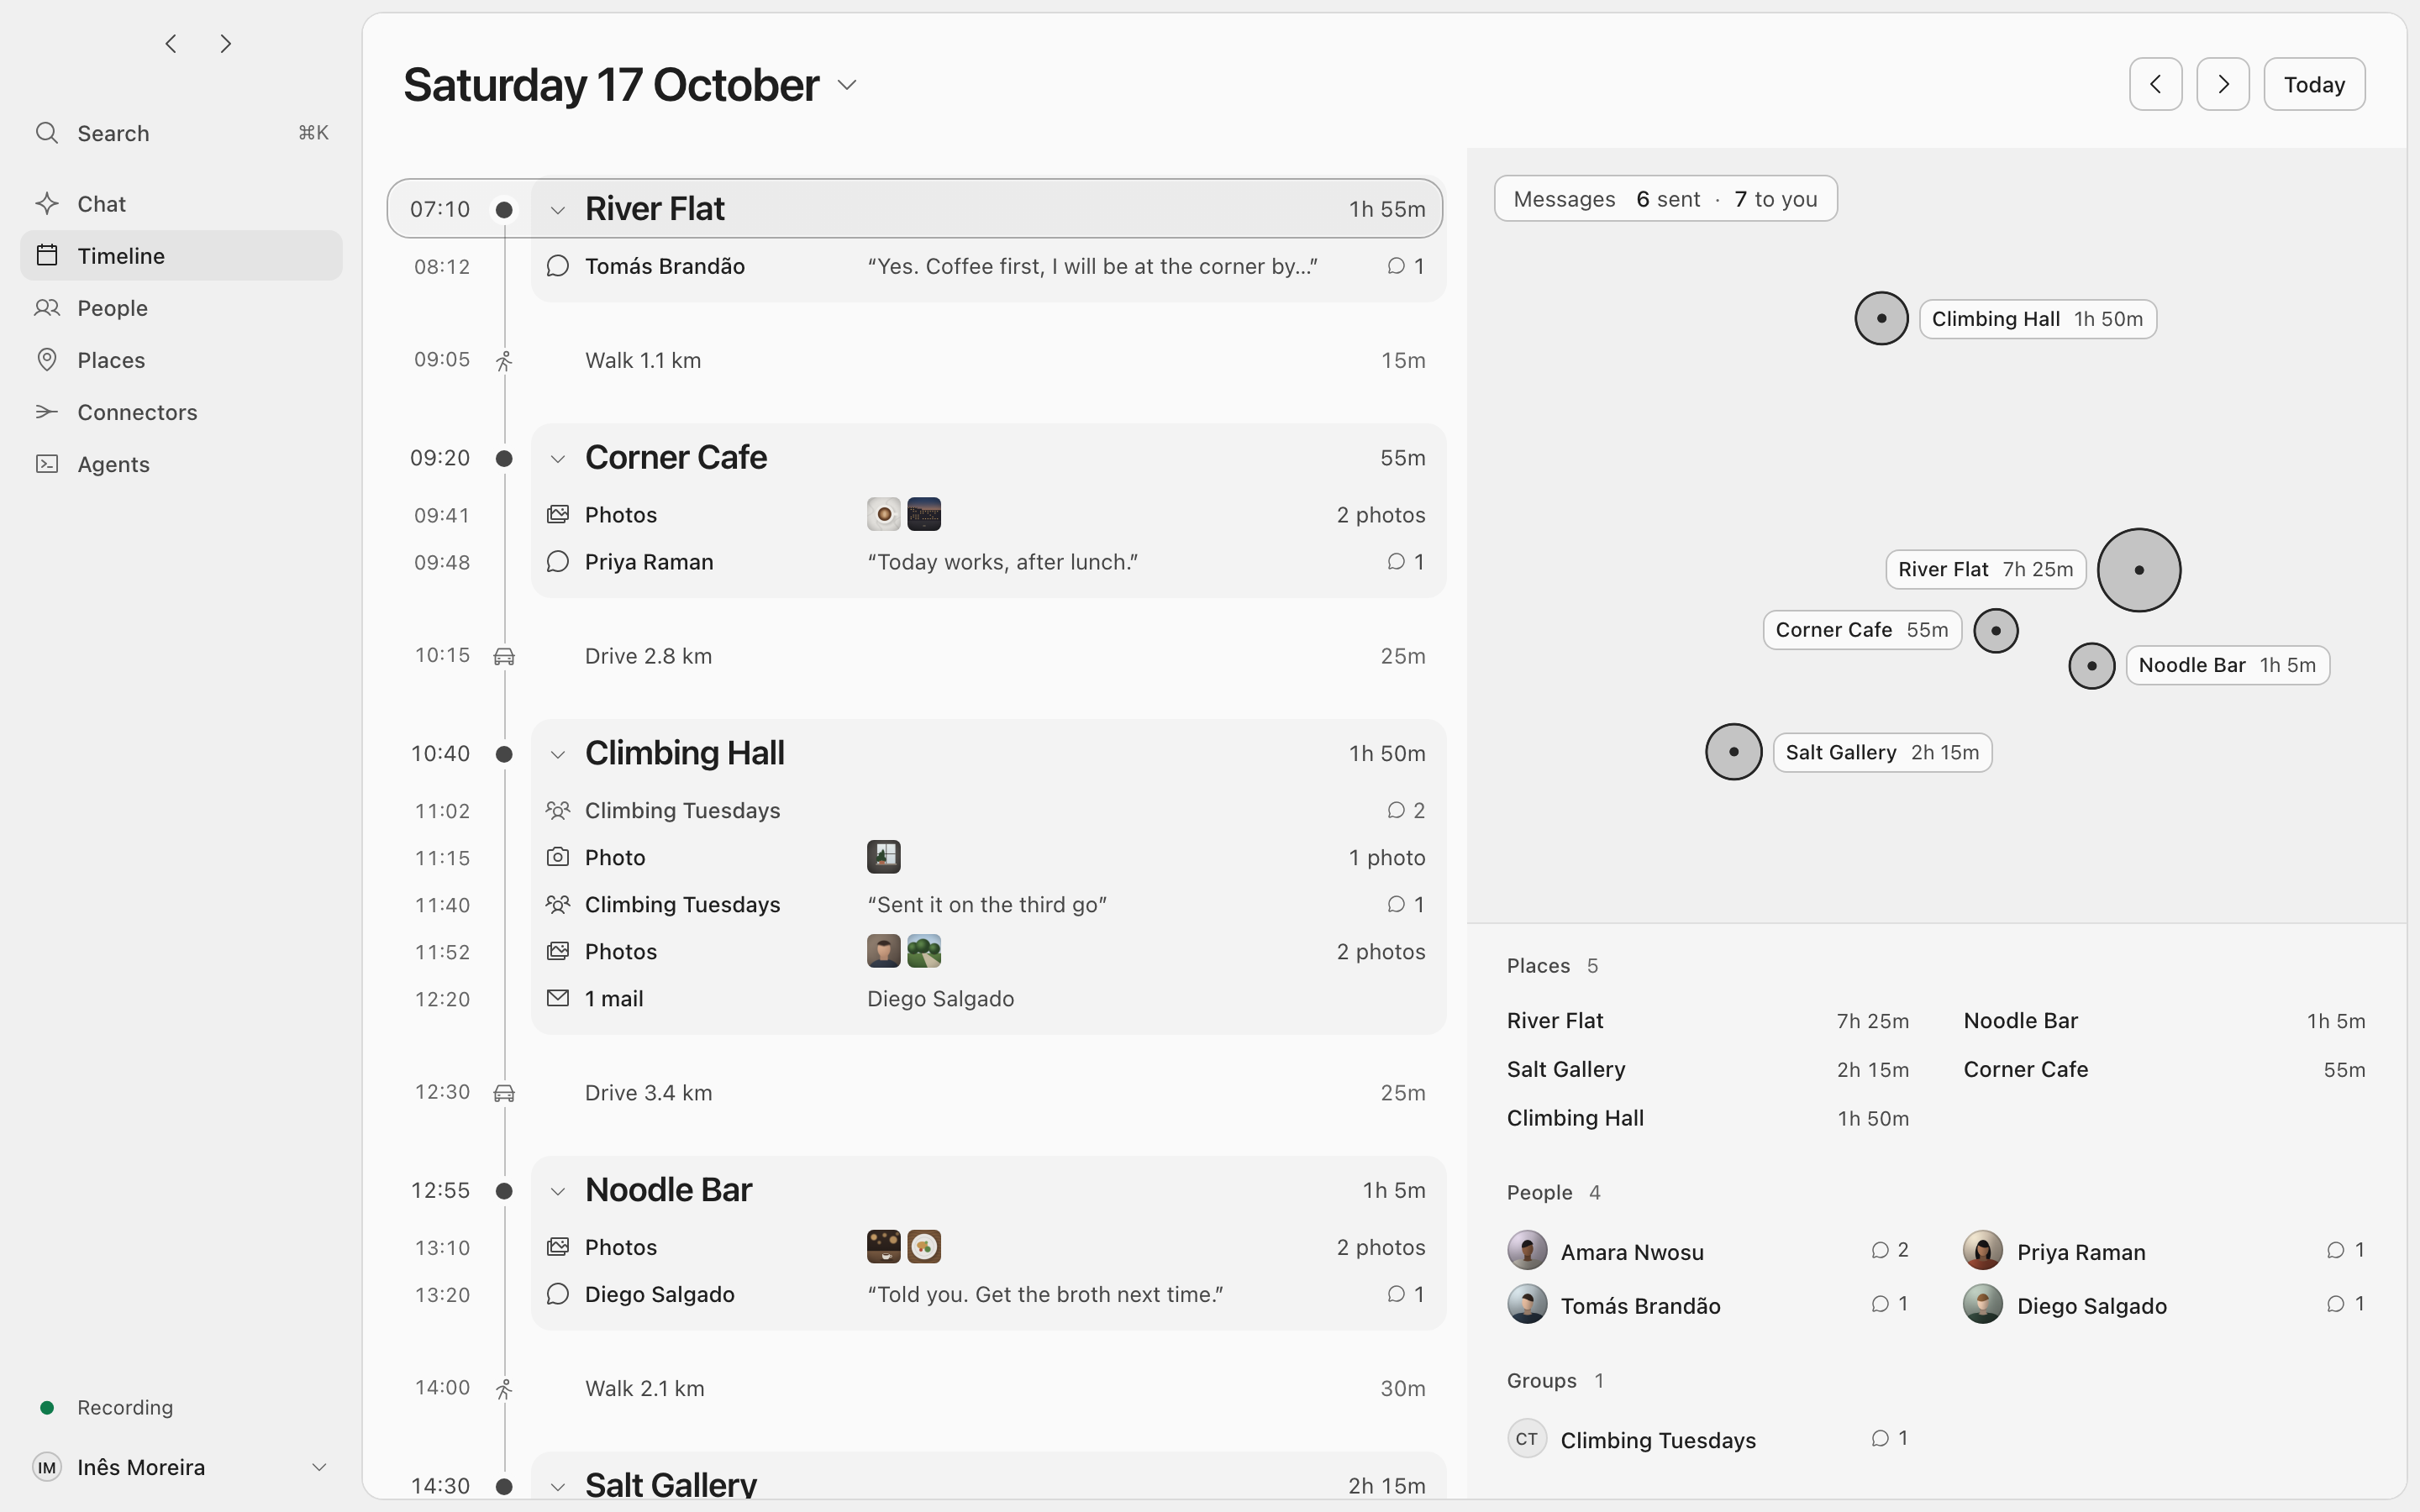 Search ⌘K
Chat
Timeline
People
Places
Connectors
Agents
Recording
IM Inês Moreira
Saturday 17 October
Today
07:10 River Flat 1h 55m
08:12 Tomás Brandão “Yes. Coffee first, I will be at the corner by…” 1
09:05 Walk 1.1 km 15m
09:20 Corner Cafe 55m
09:41 Photos 2 photos
09:48 Priya Raman “Today works, after lunch.” 1
10:15 Drive 2.8 km 25m
10:40 Climbing Hall 1h 50m
11:02 Climbing Tuesdays 2
11:15 Photo 1 photo
11:40 Climbing Tuesdays “Sent it on the third go” 1
11:52 Photos 2 photos
12:20 1 mail Diego Salgado
12:30 Drive 3.4 km 25m
12:55 Noodle Bar 1h 5m
13:10 Photos 2 photos
13:20 Diego Salgado “Told you. Get the broth next time.” 1
14:00 Walk 2.1 km 30m
14:30 Salt Gallery 2h 15m
Messages 6 sent · 7 to you
Climbing Hall 1h 50m
River Flat 7h 25m
Corner Cafe 55m
Noodle Bar 1h 5m
Salt Gallery 2h 15m
Places 5
River Flat 7h 25m Noodle Bar 1h 5m
Salt Gallery 2h 15m Corner Cafe 55m
Climbing Hall 1h 50m
People 4
Amara Nwosu 2 Priya Raman 1
Tomás Brandão 1 Diego Salgado 1
Groups 1
CT Climbing Tuesdays 1